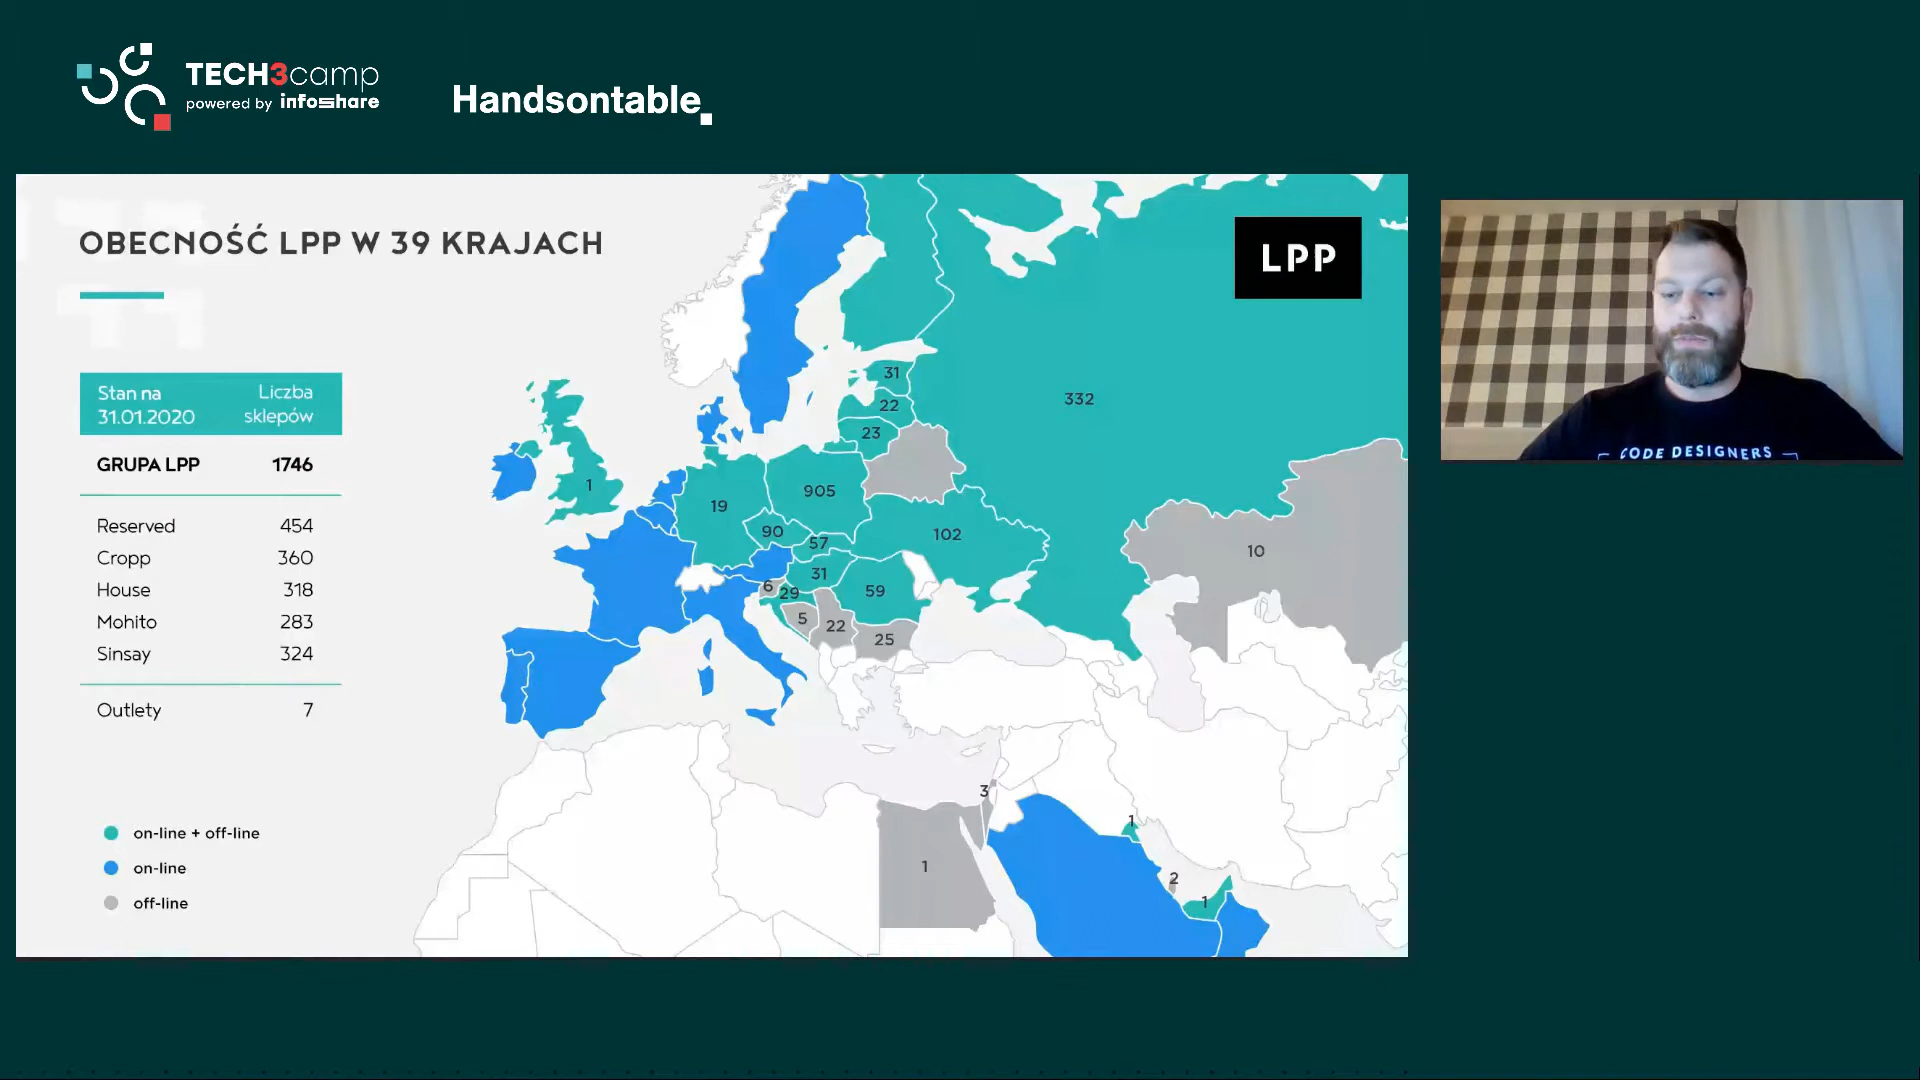 TECH3camp
powered by infoshare
Handsontable
OBECNOŚĆ LPP W 39 KRAJACH
LPP
Stan na
31.01.2020
Liczba
sklepów
GRUPA LPP 1746
Reserved 454
Cropp 360
House 318
Mohito 283
Sinsay 324
Outlety 7
on-line + off-line
on-line
off-line
31
22
332
23
1
905
19
90
102
57
10
31
6
29
59
5
22
25
3
1
1
2
1
CODE DESIGNERS